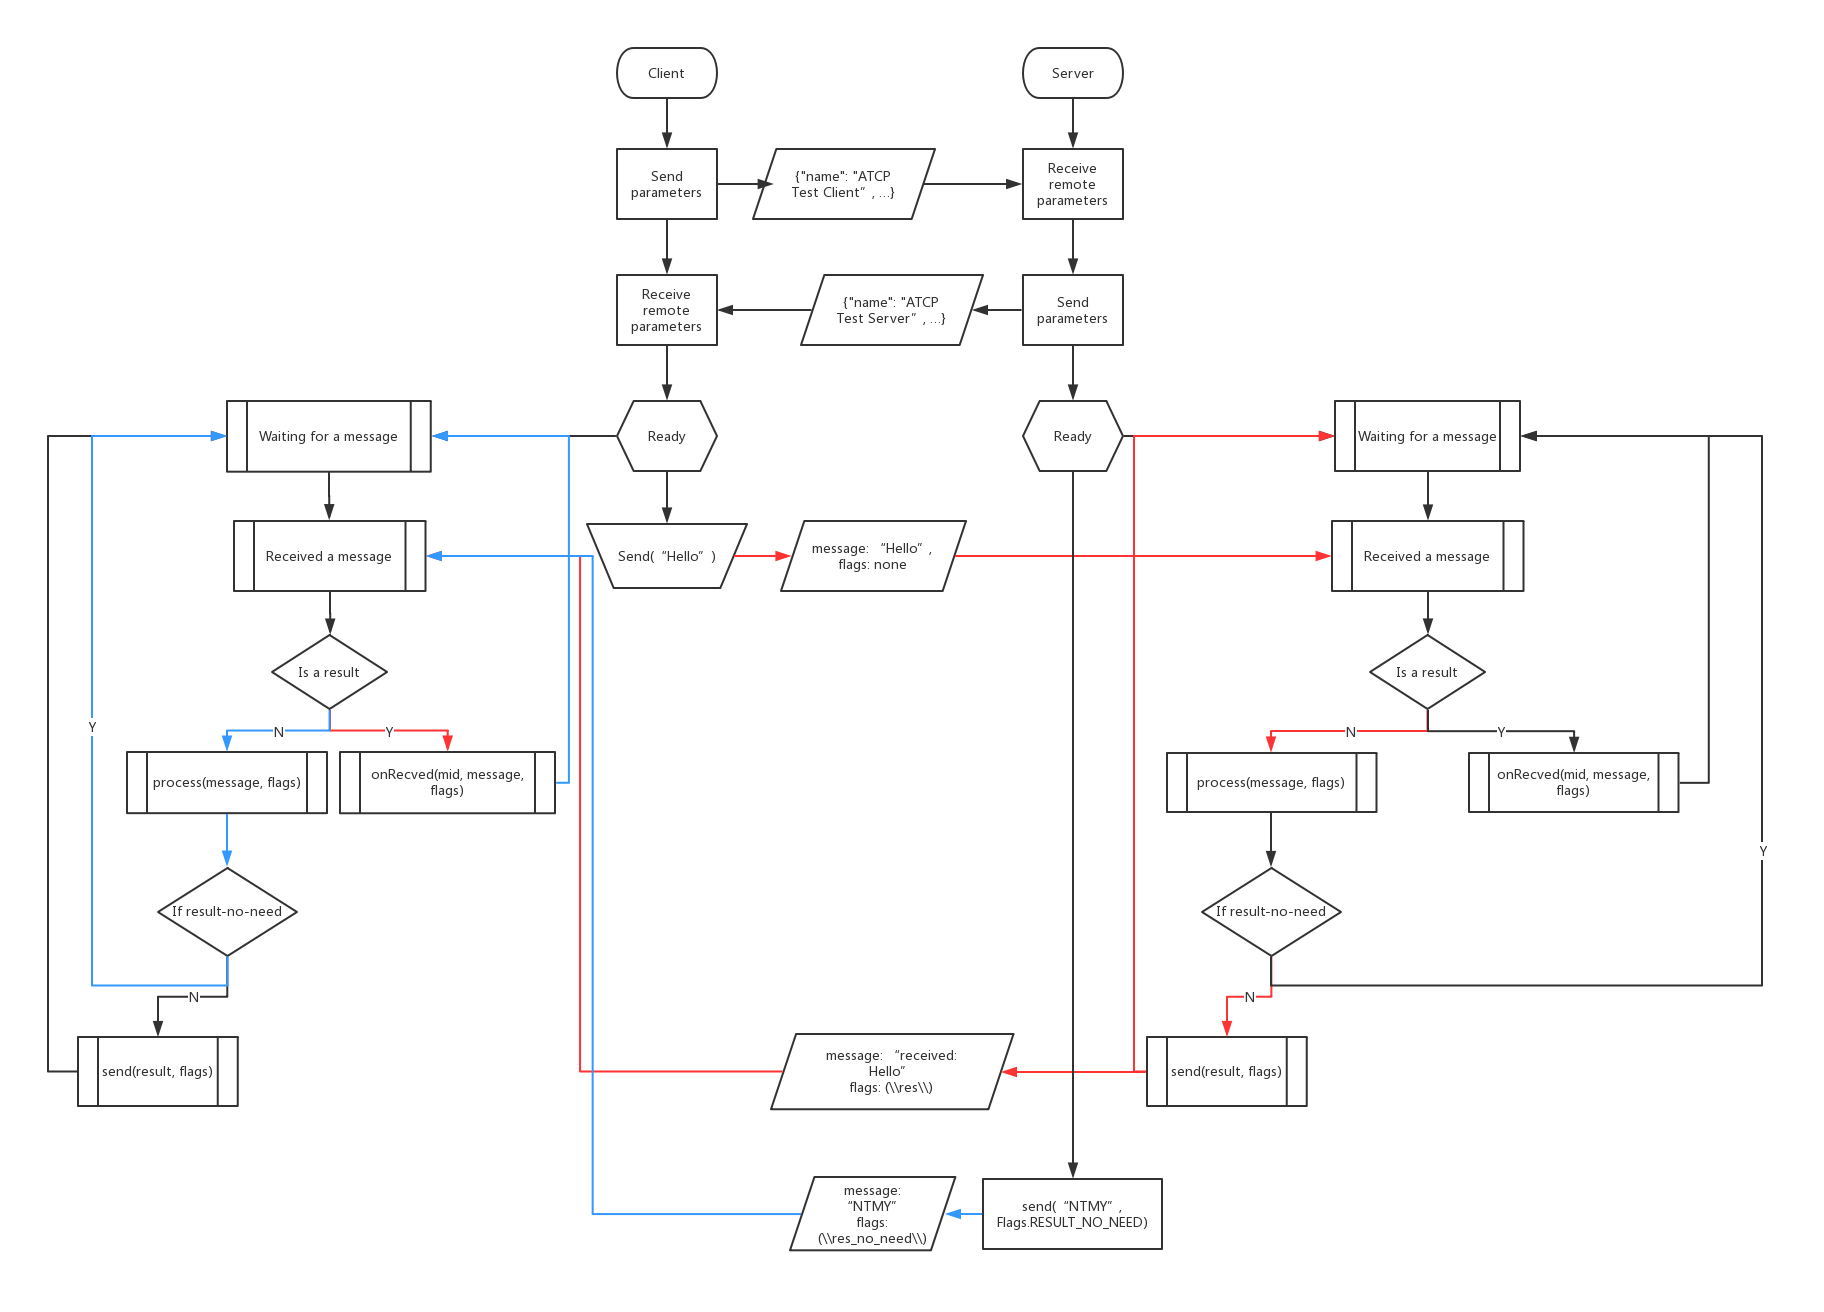 Client
Server
Send
parameters
{"name": "ATCP
Test Client” , ...}
Receive
remote
parameters
Receive
remote
parameters
{"name": "ATCP
Test Server” , ...}
Send
parameters
Waiting for a message
Ready
Ready
Waiting for a message
Received a message
Send( “Hello” )
message: “Hello” ,
flags: none
Received a message
Is a result
Is a result
Y
N
Y
N
Y
process(message, flags)
onRecved(mid, message,
flags)
process(message, flags)
onRecved(mid, message,
flags)
Y
If result-no-need
If result-no-need
N
N
send(result, flags)
message: “received:
Hello”
flags: (\\res\\)
send(result, flags)
message:
“NTMY”
flags:
(\\res_no_need\\)
send( “NTMY” ,
Flags.RESULT_NO_NEED)